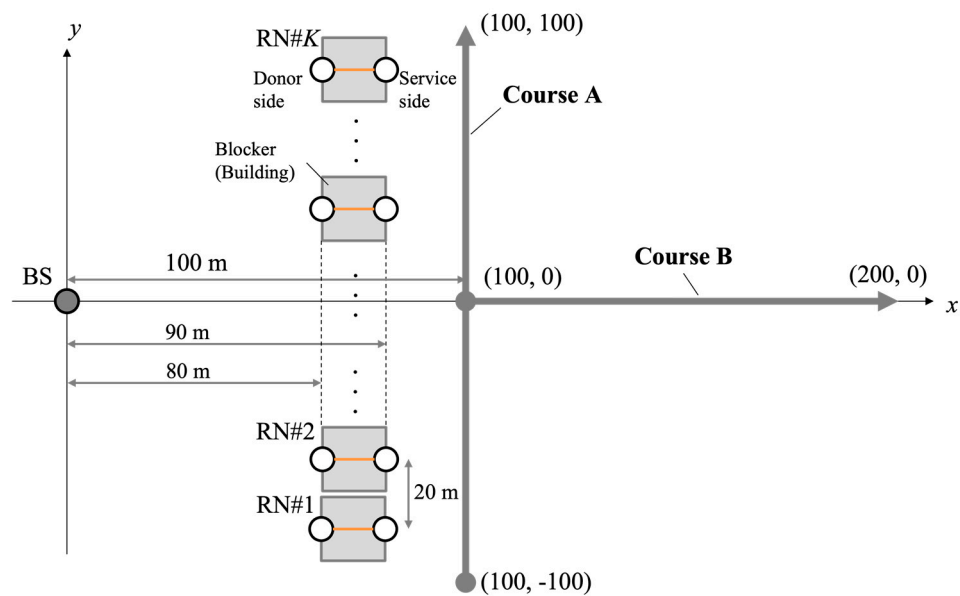 y
RN#K
Donor
side
Service
side
(100, 100)
Course A
Blocker
(Building)
BS
100 m
(100, 0)
Course B
(200, 0)
x
90 m
80 m
RN#2
20 m
RN#1
(100, -100)